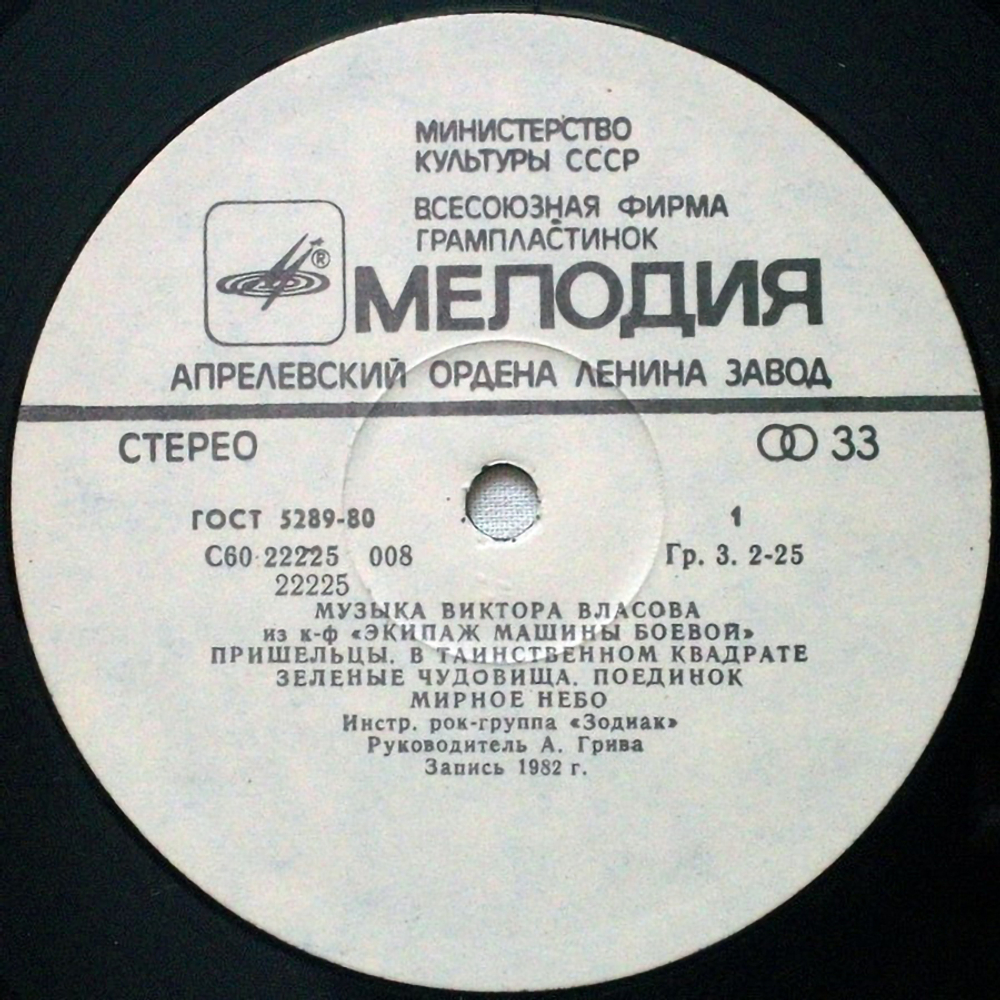 МИНИСТЕРСТВО
КУЛЬТУРЫ СССР
ВСЕСОЮЗНАЯ ФИРМА
ГРАМПЛАСТИНОК
®
МЕЛОДИЯ
АПРЕЛЕВСКИЙ ОРДЕНА ЛЕНИНА ЗАВОД
СТЕРЕО 33
ГОСТ 5289-80 1
С60 22225 008 Гр. 3. 2-25
22225
МУЗЫКА ВИКТОРА ВЛАСОВА
из к-ф «ЭКИПАЖ МАШИНЫ БОЕВОЙ»
ПРИШЕЛЬЦЫ. В ТАИНСТВЕННОМ КВАДРАТЕ
ЗЕЛЕНЫЕ ЧУДОВИЩА. ПОЕДИНОК
МИРНОЕ НЕБО
Инстр. рок-группа «Зодиак»
Руководитель А. Грива
Запись 1982 г.